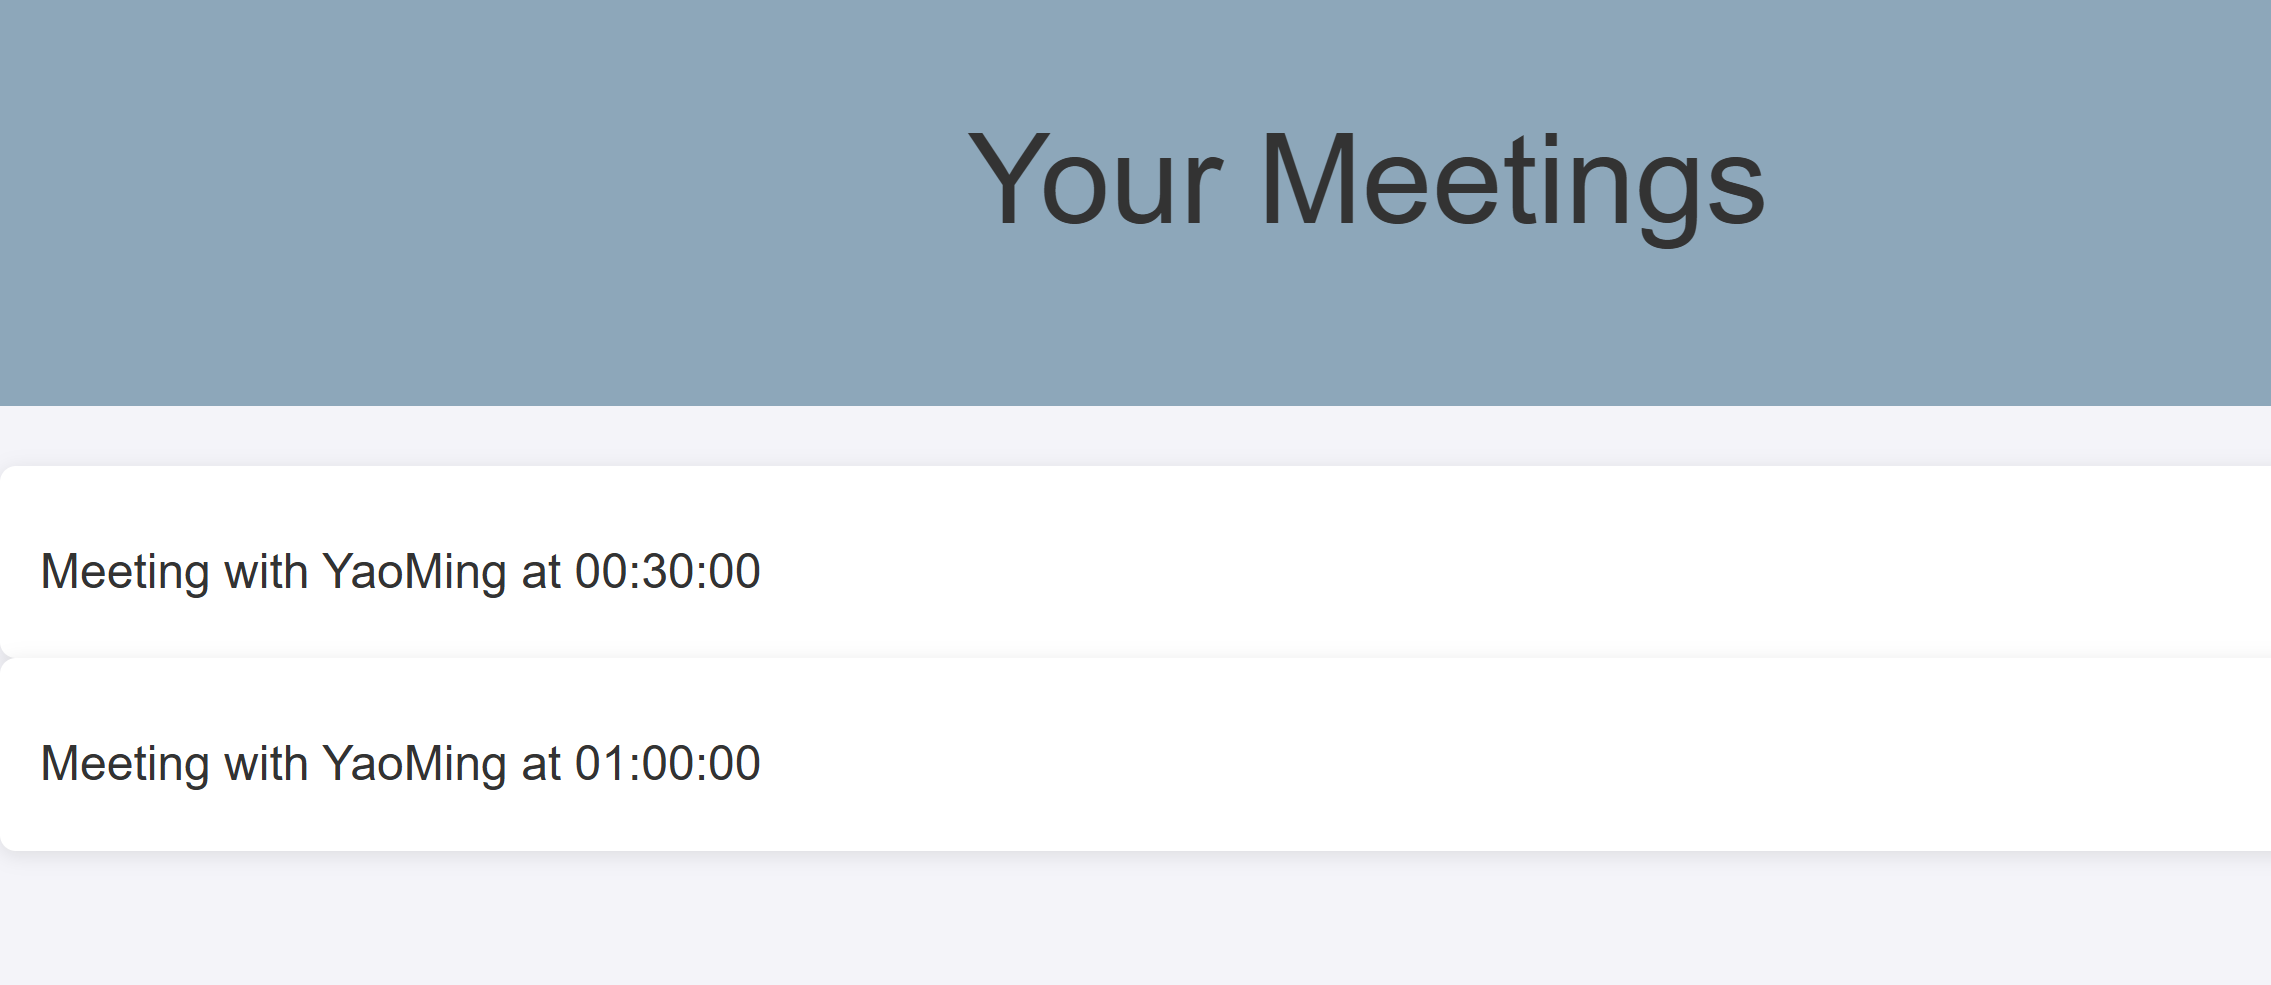 Your Meetings
Meeting with YaoMing at 00:30:00
Meeting with YaoMing at 01:00:00